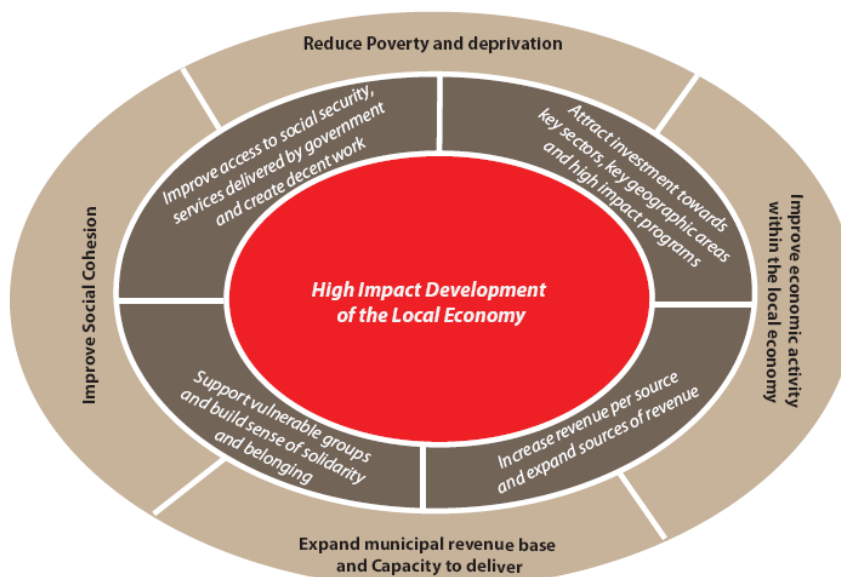 Reduce Poverty and deprivation
Improve access to social security,
services delivered by government
and create decent work
Attract investment towards
key sectors, key geographic areas
and high impact programs
Improve Social Cohesion
High Impact Development
of the Local Economy
Improve economic activity
within the local economy
Support vulnerable groups
and build sense of solidarity
and belonging
Increase revenue per source
and expand sources of revenue
Expand municipal revenue base
and Capacity to deliver